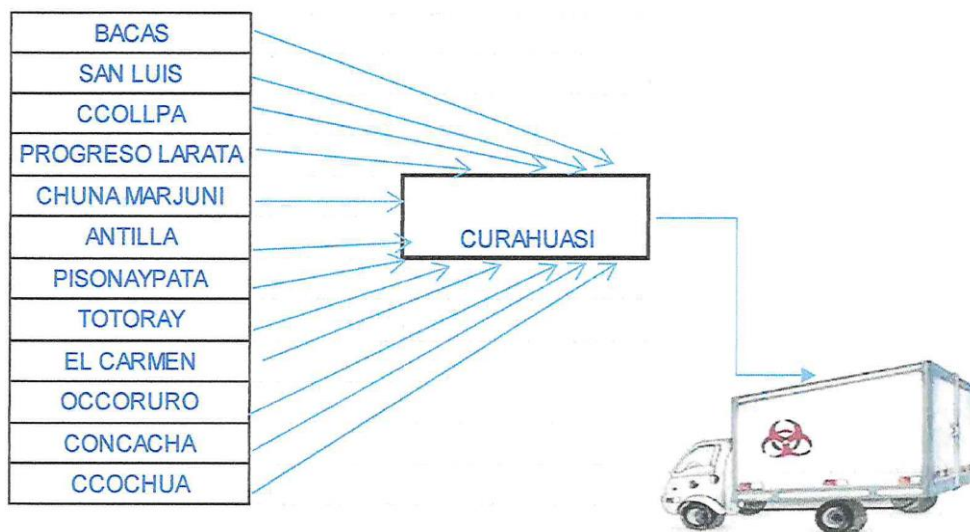 BACAS
SAN LUIS
CCOLLPA
PROGRESO LARATA
CHUNA MARJUNI
ANTILLA
PISONAYPATA
TOTORAY
EL CARMEN
OCCORURO
CONCACHA
CCOCHUA
CURAHUASI